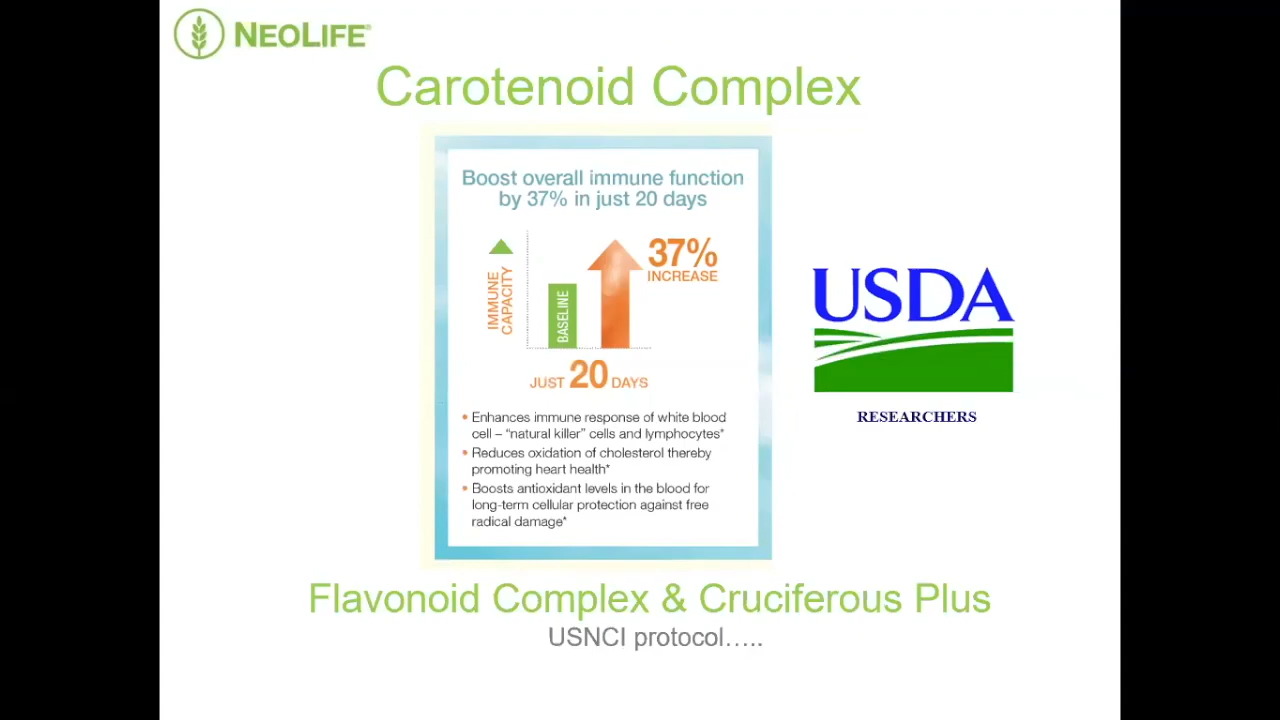 NEOLIFE®
Carotenoid Complex
Boost overall immune function
by 37% in just 20 days
IMMUNE
CAPACITY
BASELINE
37%
INCREASE
JUST 20 DAYS
• Enhances immune response of white blood
cell – “natural killer” cells and lymphocytes*
• Reduces oxidation of cholesterol thereby
promoting heart health*
• Boosts antioxidant levels in the blood for
long-term cellular protection against free
radical damage*
USDA
RESEARCHERS
Flavonoid Complex & Cruciferous Plus
USNCI protocol…..